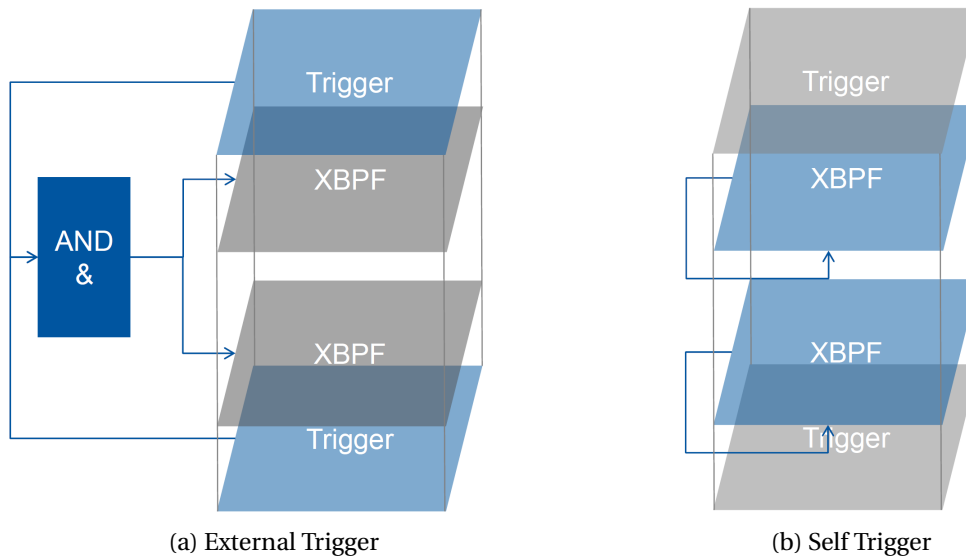 Trigger
XBPF
AND
&
XBPF
Trigger
(a) External Trigger
Trigger
XBPF
XBPF
Trigger
(b) Self Trigger